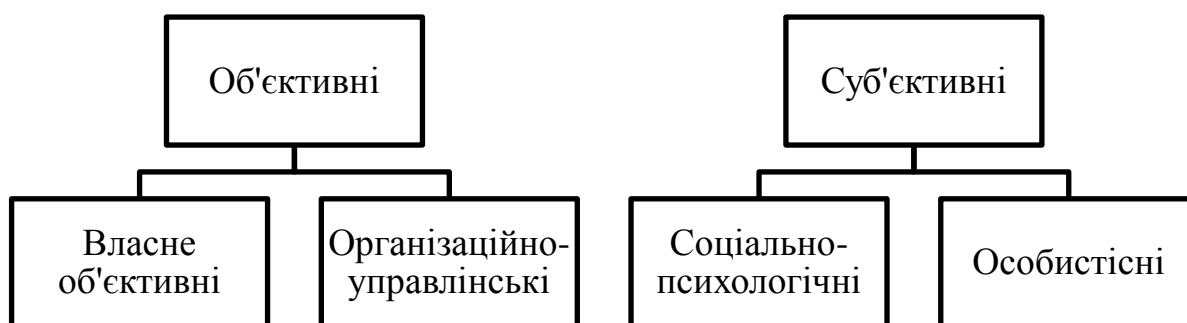 Об'єктивні
Суб'єктивні
Власне
об'єктивні
Організаційно-
управлінські
Соціально-
психологічні
Особистісні